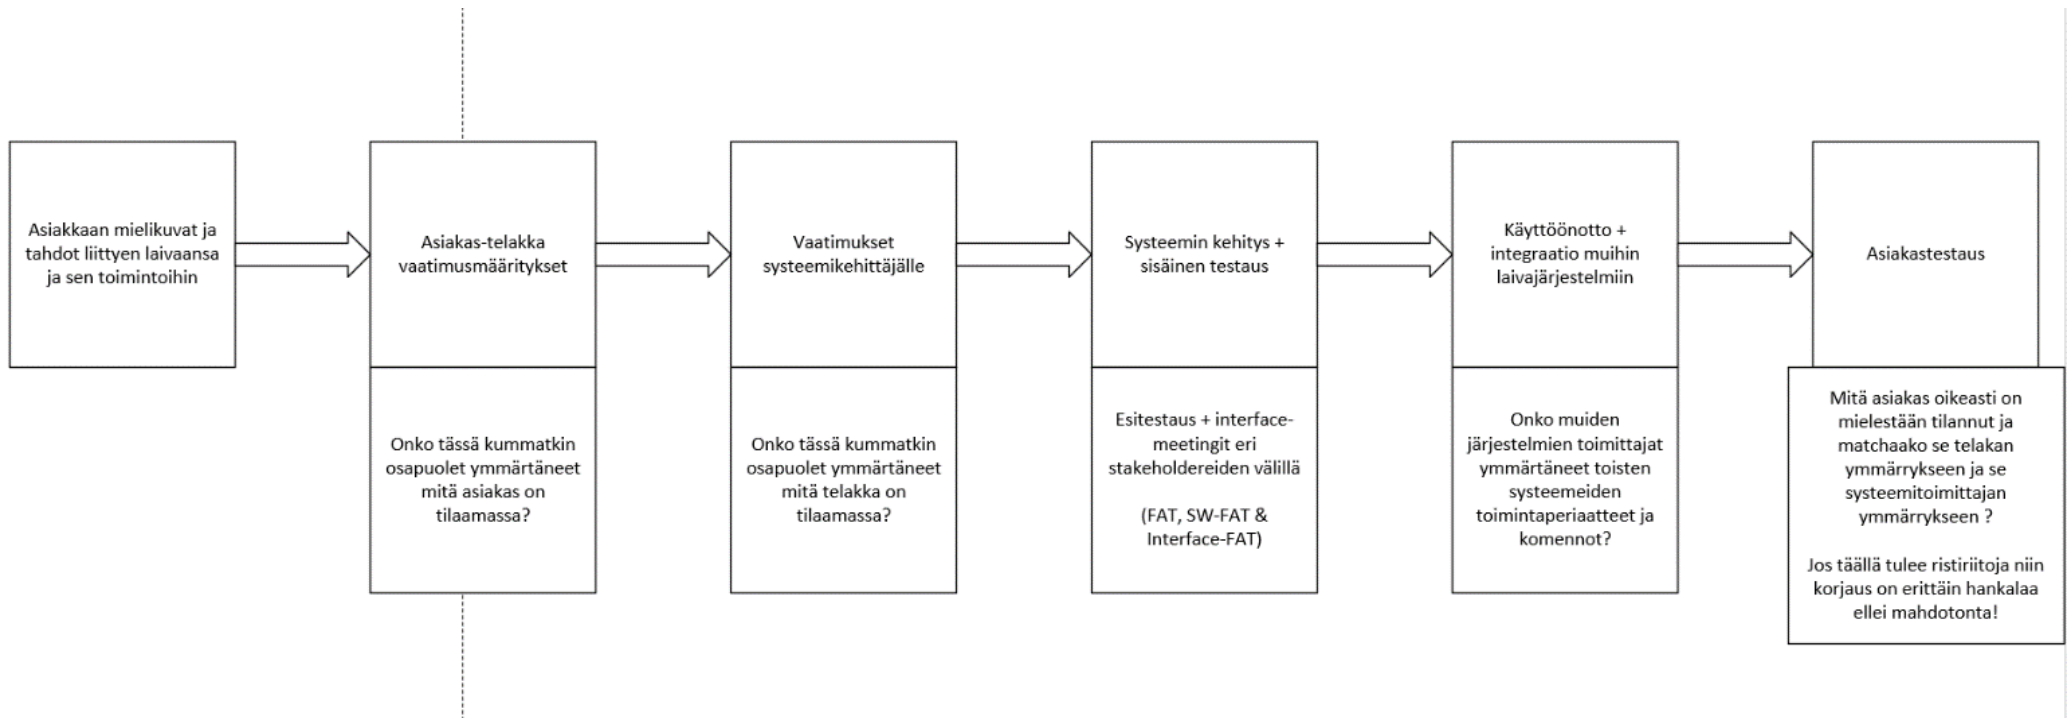 Asiakkaan mielikuvat ja
tahdot liittyen laivaansa
ja sen toimintoihin
Asiakas-telakka
vaatimusmääritykset
Vaatimukset
systeemikehittäjälle
Systeemin kehitys +
sisäinen testaus
Käyttöönotto +
integraatio muihin
laivajärjestelmiin
Asiakastestaus
Onko tässä kummatkin
osapuolet ymmärtäneet
mitä asiakas on
tilaamassa?
Onko tässä kummatkin
osapuolet ymmärtäneet
mitä telakka on
tilaamassa?
Esitestaus + interface-
meetingit eri
stakeholdereiden välillä
(FAT, SW-FAT &
Interface-FAT)
Onko muiden
järjestelmien toimittajat
ymmärtäneet toisten
systeemeiden
toimintaperiaatteet ja
komennot?
Mitä asiakas oikeasti on
mielestään tilannut ja
matchaako se telakan
ymmärrykseen ja se
systeemitoimittajan
ymmärrykseen ?
Jos täällä tulee ristiriitoja niin
korjaus on erittäin hankalaa
ellei mahdotonta!